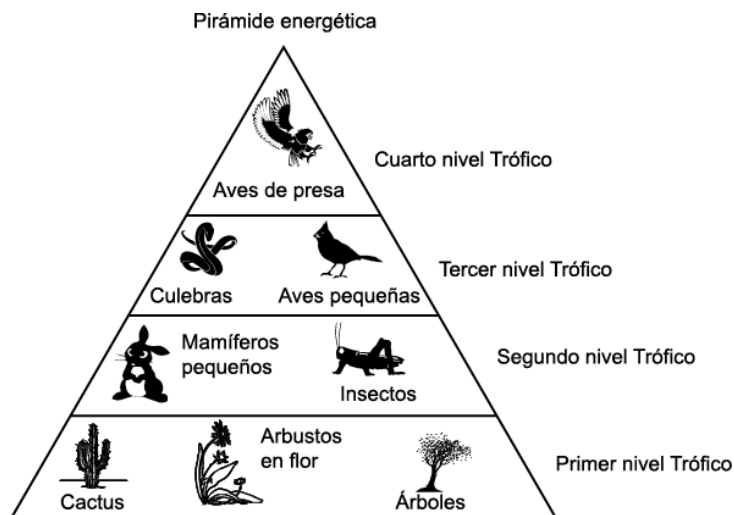 Pirámide energética
Cuarto nivel Trófico
Aves de presa
Tercer nivel Trófico
Culebras
Aves pequeñas
Mamíferos
pequeños
Segundo nivel Trófico
Insectos
Arbustos
en flor
Primer nivel Trófico
Cactus
Árboles